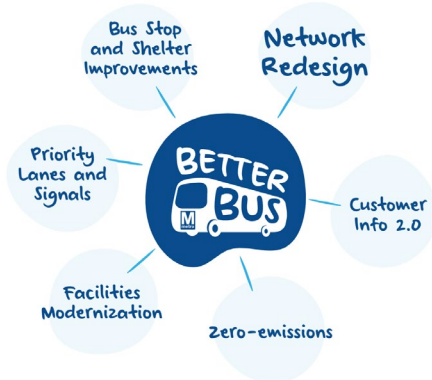 Bus Stop
and Shelter
Improvements
Network
Redesign
Priority
Lanes and
Signals
BETTER
BUS
M
metro
Customer
Info 2.0
Facilities
Modernization
Zero-emissions